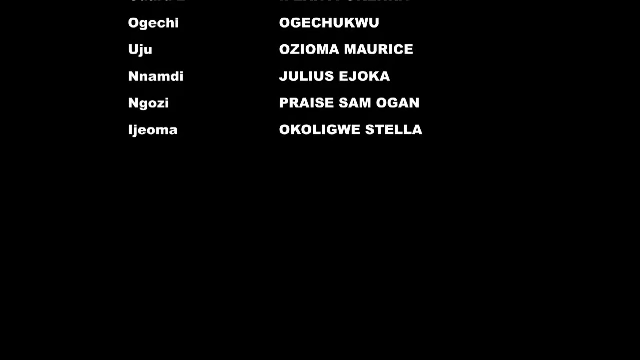 Ogechi OGECHUKWU
Uju OZIOMA MAURICE
Nnamdi JULIUS EJOKA
Ngozi PRAISE SAM OGAN
Ijeoma OKOLIGWE STELLA